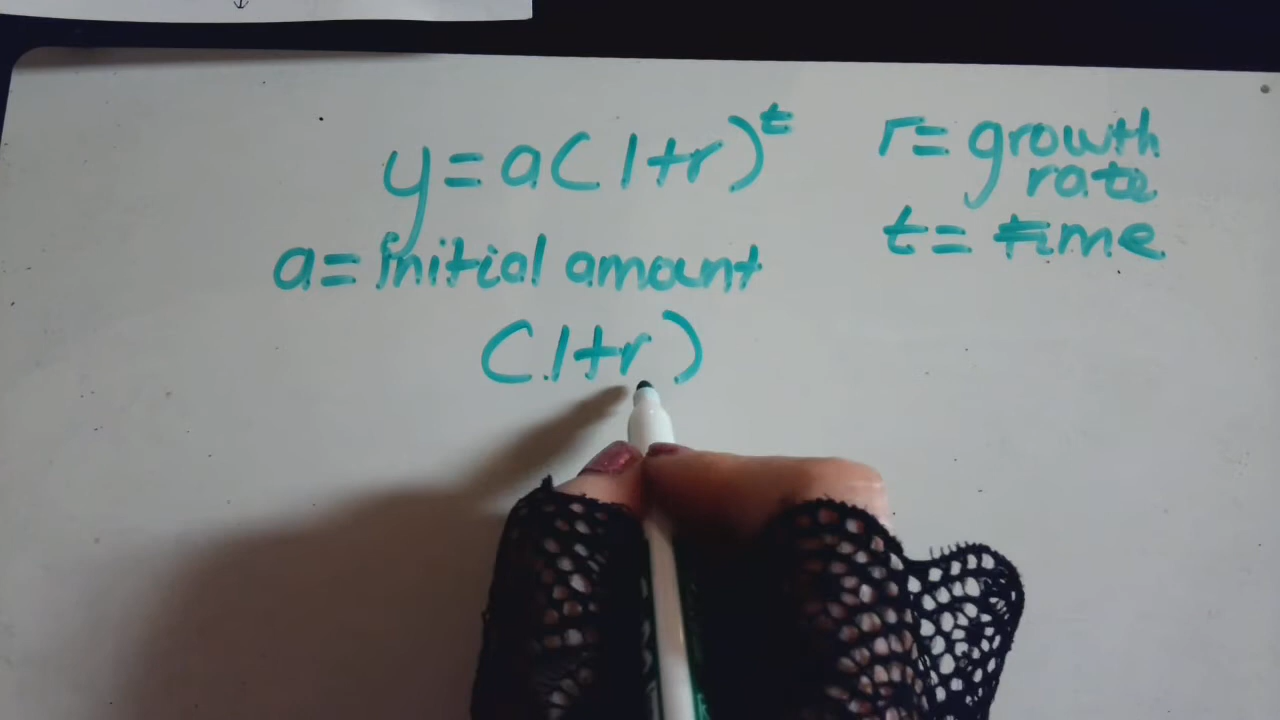 y = a(1+r)^t
a = initial amount
(1+r)
r = growth
rate
t = time